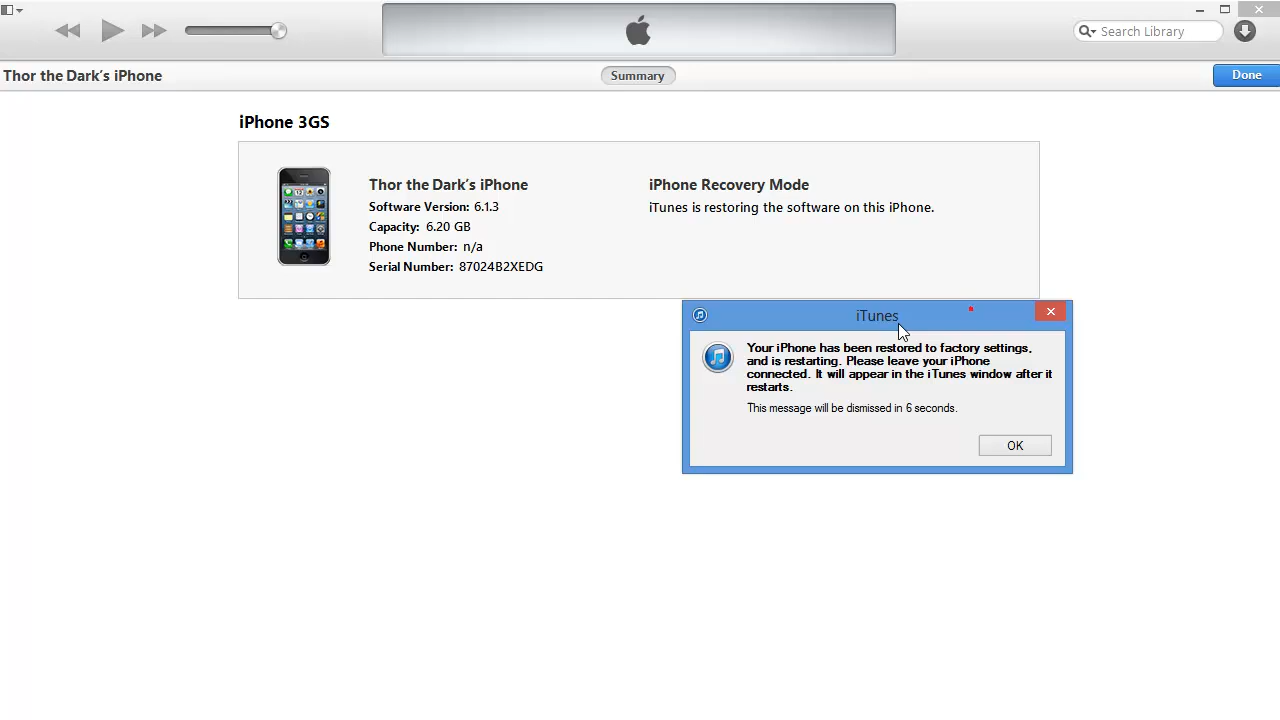 Search Library
Thor the Dark's iPhone
Summary
Done
iPhone 3GS
Thor the Dark's iPhone
Software Version: 6.1.3
Capacity: 6.20 GB
Phone Number: n/a
Serial Number: 87024B2XEDG
iPhone Recovery Mode
iTunes is restoring the software on this iPhone.
iTunes
Your iPhone has been restored to factory settings,
and is restarting. Please leave your iPhone
connected. It will appear in the iTunes window after it
restarts.
This message will be dismissed in 6 seconds.
OK